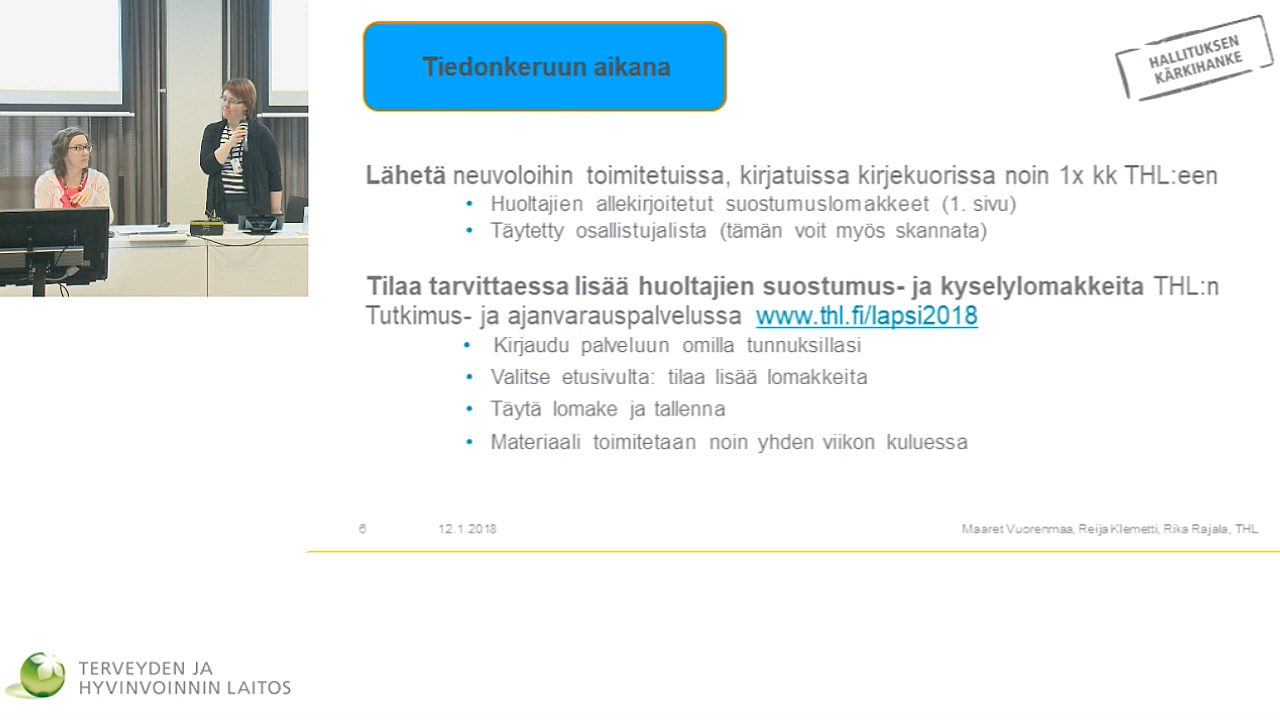 Tiedonkeruun aikana
HALLITUKSEN
KÄRKIHANKE
Lähetä neuvoloihin toimitetuissa, kirjatuissa kirjekuorissa noin 1x kk THL:een
• Huoltajien allekirjoitetut suostumuslomakkeet (1. sivu)
• Täytetty osallistujalista (tämän voit myös skannata)
Tilaa tarvittaessa lisää huoltajien suostumus- ja kyselylomakkeita THL:n
Tutkimus- ja ajanvarauspalvelussa www.thl.fi/lapsi2018
• Kirjaudu palveluun omilla tunnuksillasi
• Valitse etusivulta: tilaa lisää lomakkeita
• Täytä lomake ja tallenna
• Materiaali toimitetaan noin yhden viikon kuluessa
6 12.1.2018 Maaret Vuorenmaa, Reija Klemetti, Rika Rajala, THL
TERVEYDEN JA
HYVINVOINNIN LAITOS